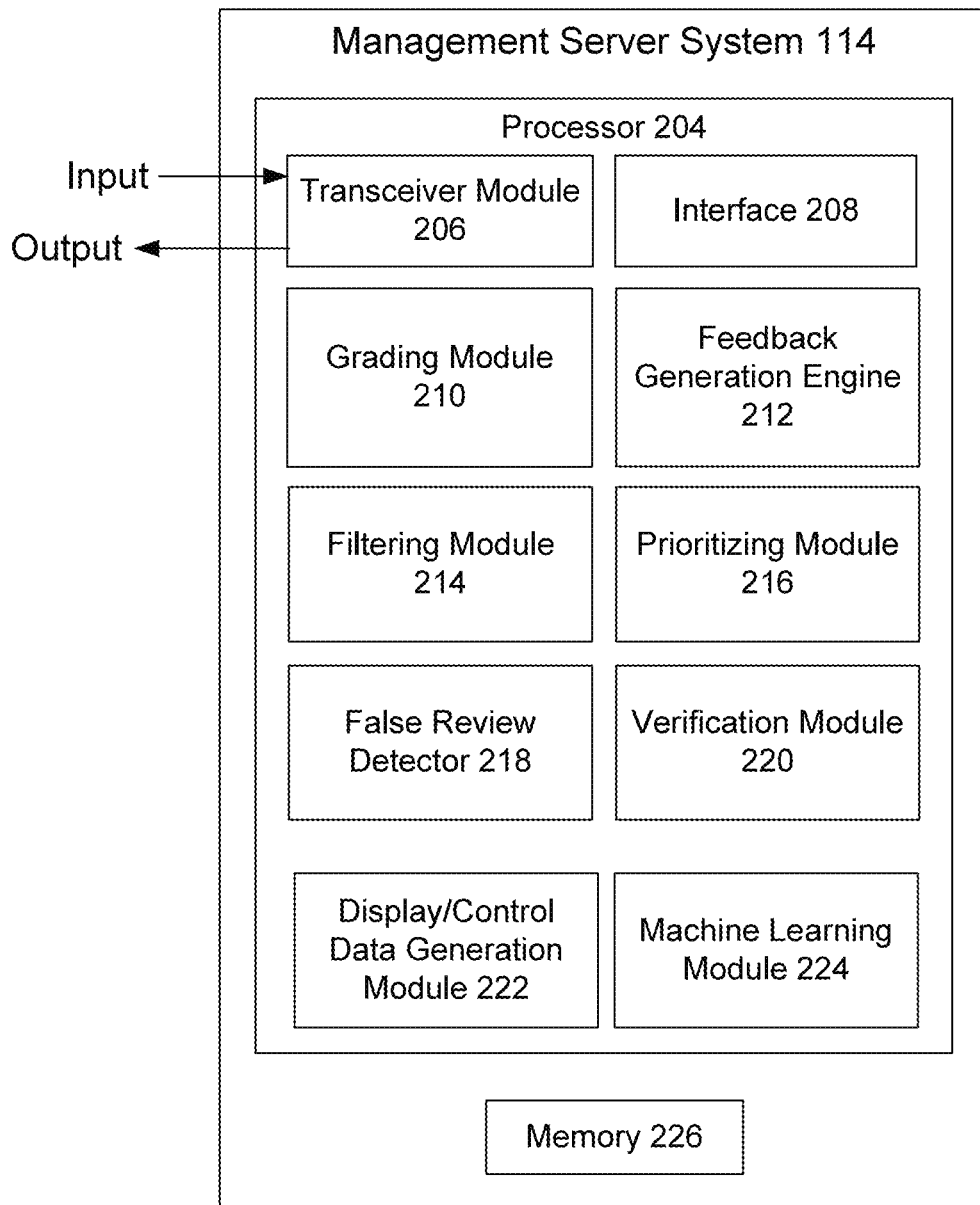 Management Server System 114
Processor 204
Input
Output
Transceiver Module
206
Interface 208
Grading Module
210
Feedback
Generation Engine
212
Filtering Module
214
Prioritizing Module
216
False Review
Detector 218
Verification Module
220
Display/Control
Data Generation
Module 222
Machine Learning
Module 224
Memory 226